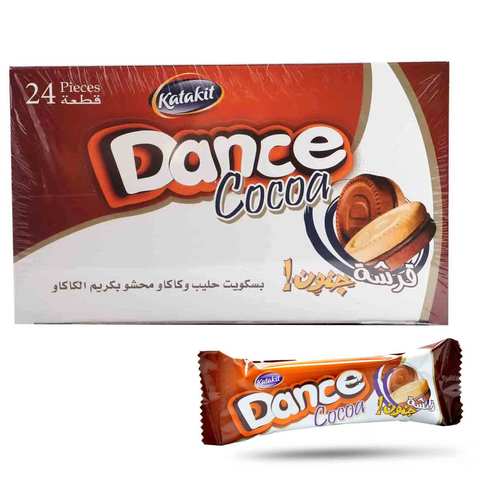 24 Pieces
قطعة
Katakit
Dance
Cocoa
قرشة
جنون!
بسكويت حليب وكاكاو محشو بكريم الكاكاو
Katakit
Dance
Cocoa
قرشة
جنون!